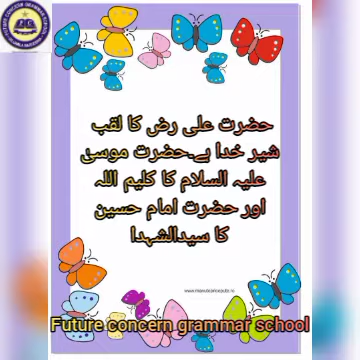 حضرت علی رض کا لقب
شیر خدا ہے۔حضرت موسیٰ
علیہ السلام کا کلیم اللہ
اور حضرت امام حسین
کا سیدالشہدا
Future concern grammar school